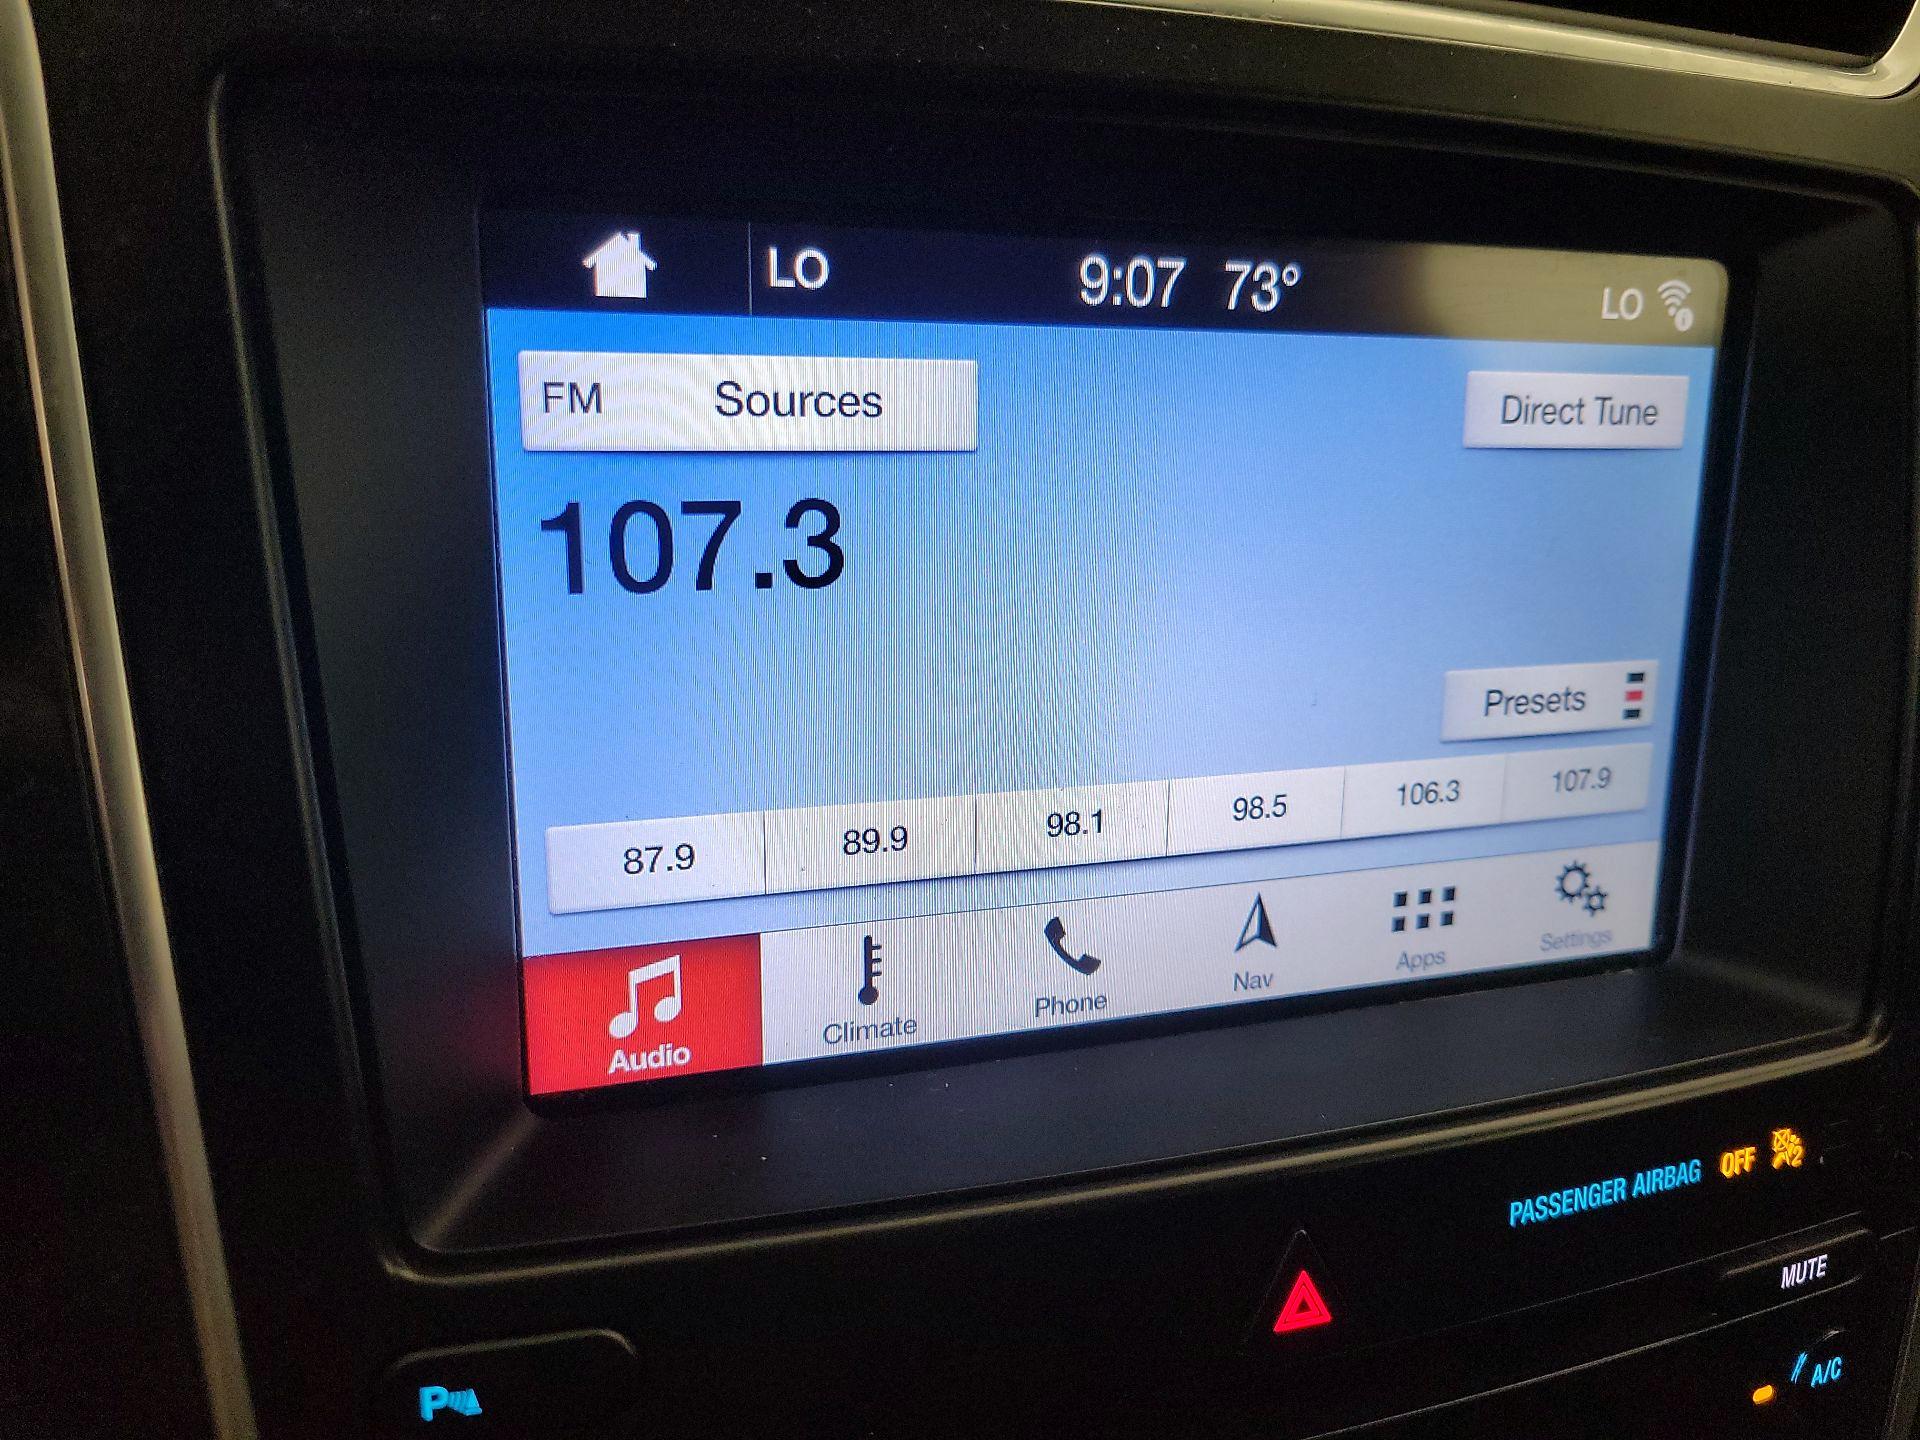 LO 9:07 73° LO
FM Sources Direct Tune
107.3
Presets
87.9 89.9 98.1 98.5 106.3 107.9
Audio Climate Phone Nav Apps Settings
PASSENGER AIRBAG OFF 2
MUTE
P A/C